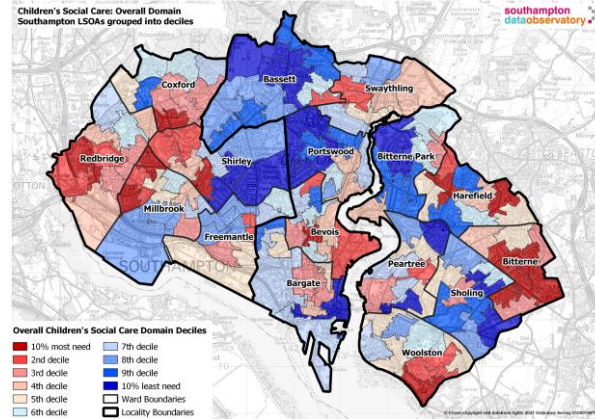 Children's Social Care: Overall Domain
Southampton LSOAs grouped into deciles
southampton
dataobservatory
Coxford
Bassett
Swaythling
Redbridge
Shirley
Portswood
Bitterne Park
Millbrook
Harefield
Freemantle
Bevois
SOUTHAMPTON
Peartree
Bitterne
Bargate
Sholing
Woolston
Overall Children's Social Care Domain Deciles
10% most need
2nd decile
3rd decile
4th decile
5th decile
6th decile
7th decile
8th decile
9th decile
10% least need
Ward Boundaries
Locality Boundaries